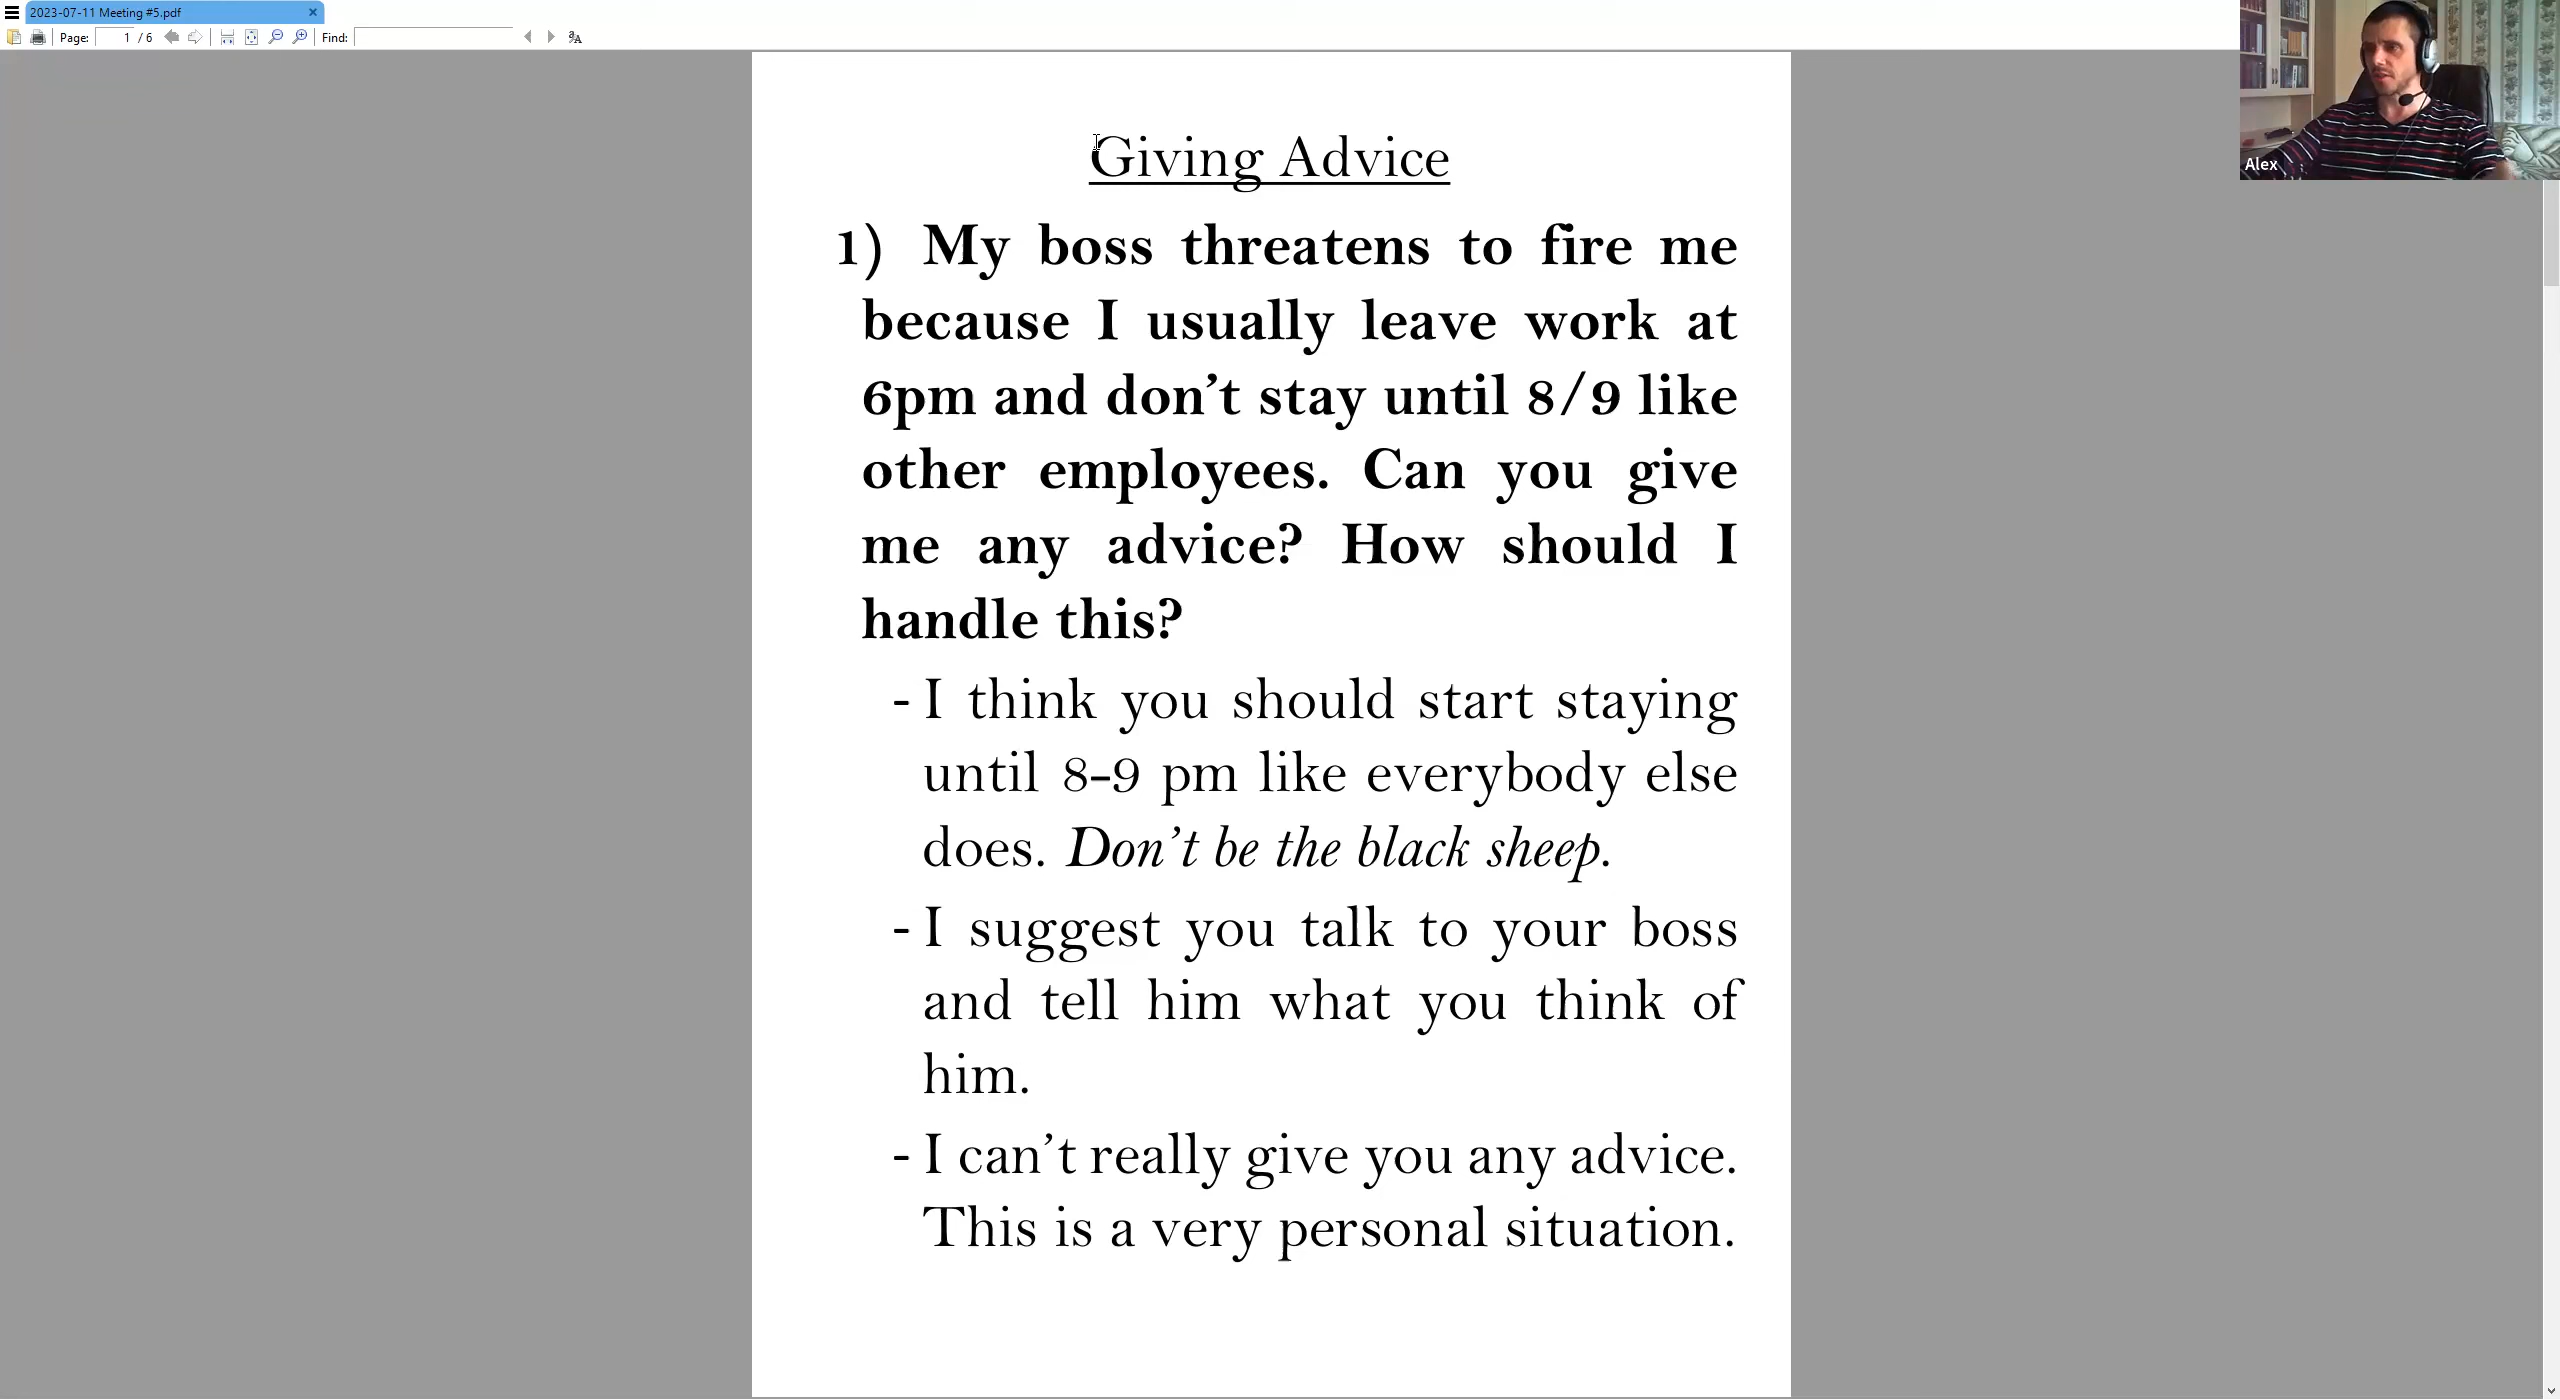 2023-07-11 Meeting #5.pdf
Page: 1 / 6 Find:
Alex
Giving Advice
1) My boss threatens to fire me
because I usually leave work at
6pm and don’t stay until 8/9 like
other employees. Can you give
me any advice? How should I
handle this?
- I think you should start staying
until 8-9 pm like everybody else
does. Don’t be the black sheep.
- I suggest you talk to your boss
and tell him what you think of
him.
- I can’t really give you any advice.
This is a very personal situation.